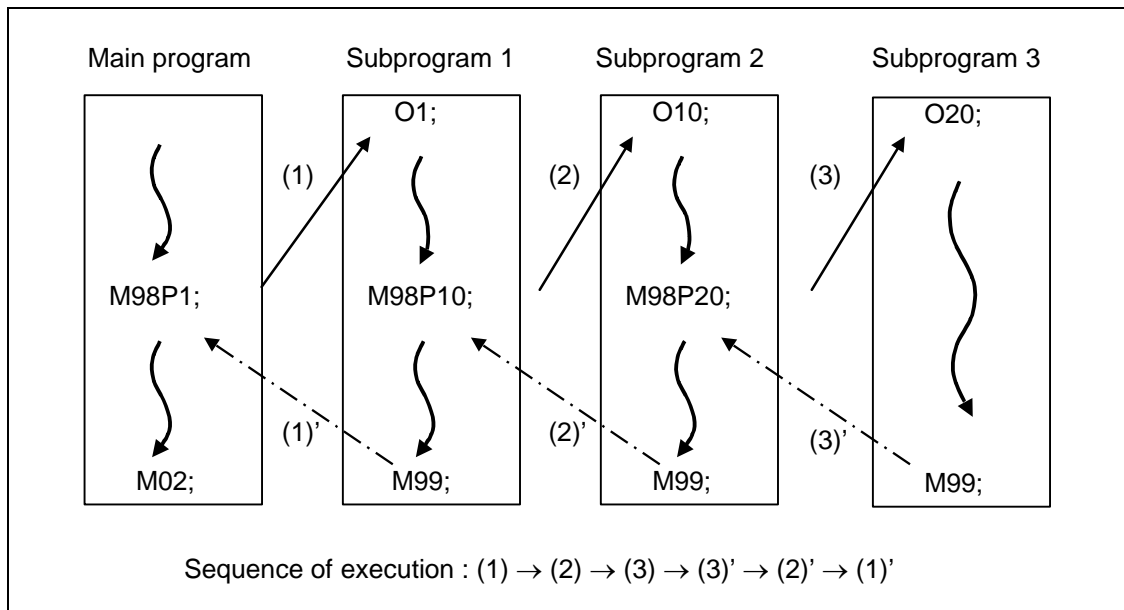 Main program
Subprogram 1
Subprogram 2
Subprogram 3
O1;
O10;
O20;
(1)
(2)
(3)
M98P1;
M98P10;
M98P20;
(1)’
(2)’
(3)’
M02;
M99;
M99;
M99;
Sequence of execution : (1) → (2) → (3) → (3)’ → (2)’ → (1)’